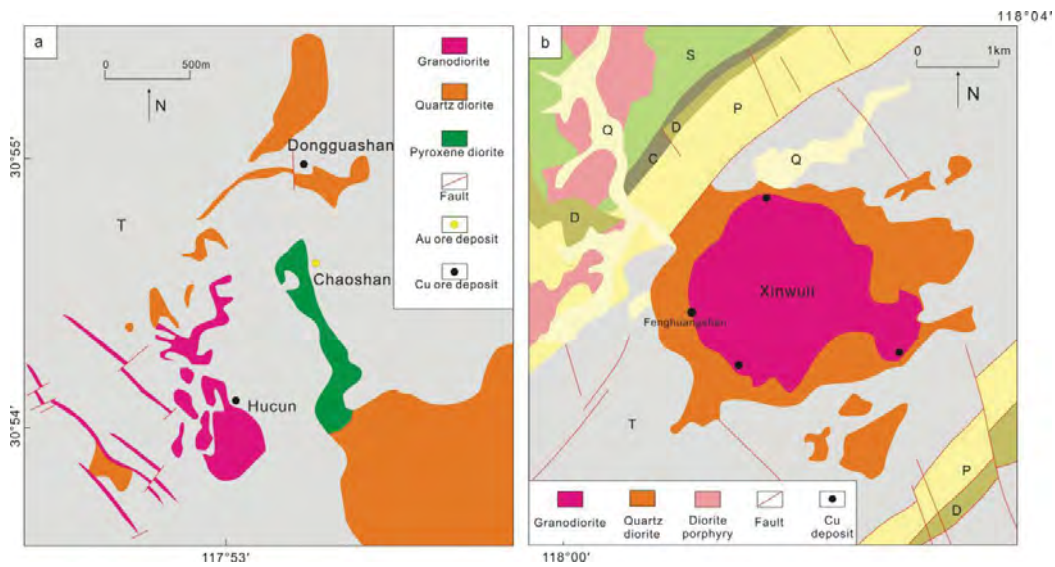 a
0 500m
N
Granodiorite
Quartz diorite
Pyroxene diorite
Fault
Au ore deposit
Cu ore deposit
Dongguashan
T
Chaoshan
Hucun
30°55′
30°54′
117°53′
118°04′
b
0 1km
N
S
P
D
Q
C
Q
D
Xinwuli
Fenghuangshan
T
P
D
Granodiorite
Quartz
diorite
Diorite
porphyry
Fault
Cu
deposit
118°00′